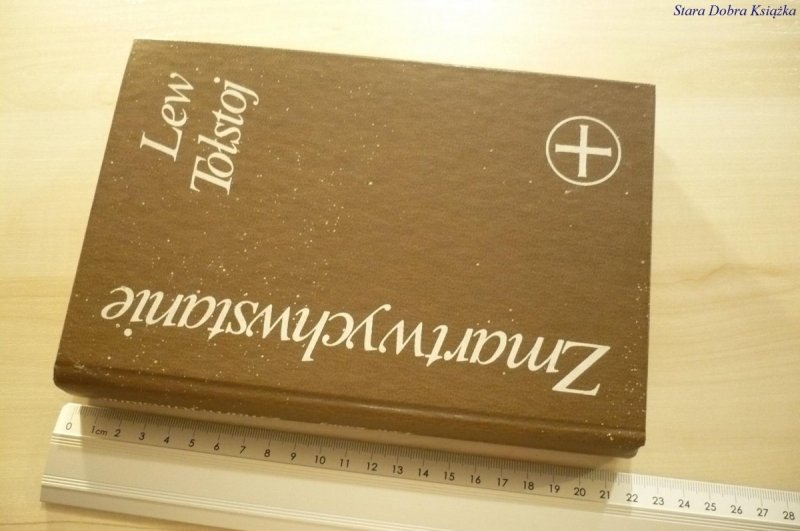 Stara Dobra Książka
Lew
Tołstoj
Zmartwychwstanie
0 1cm 2 3 4 5 6 7 8 9 10 11 12 13 14 15 16 17 18 19 20 21 22 23 24 25 26 27 28